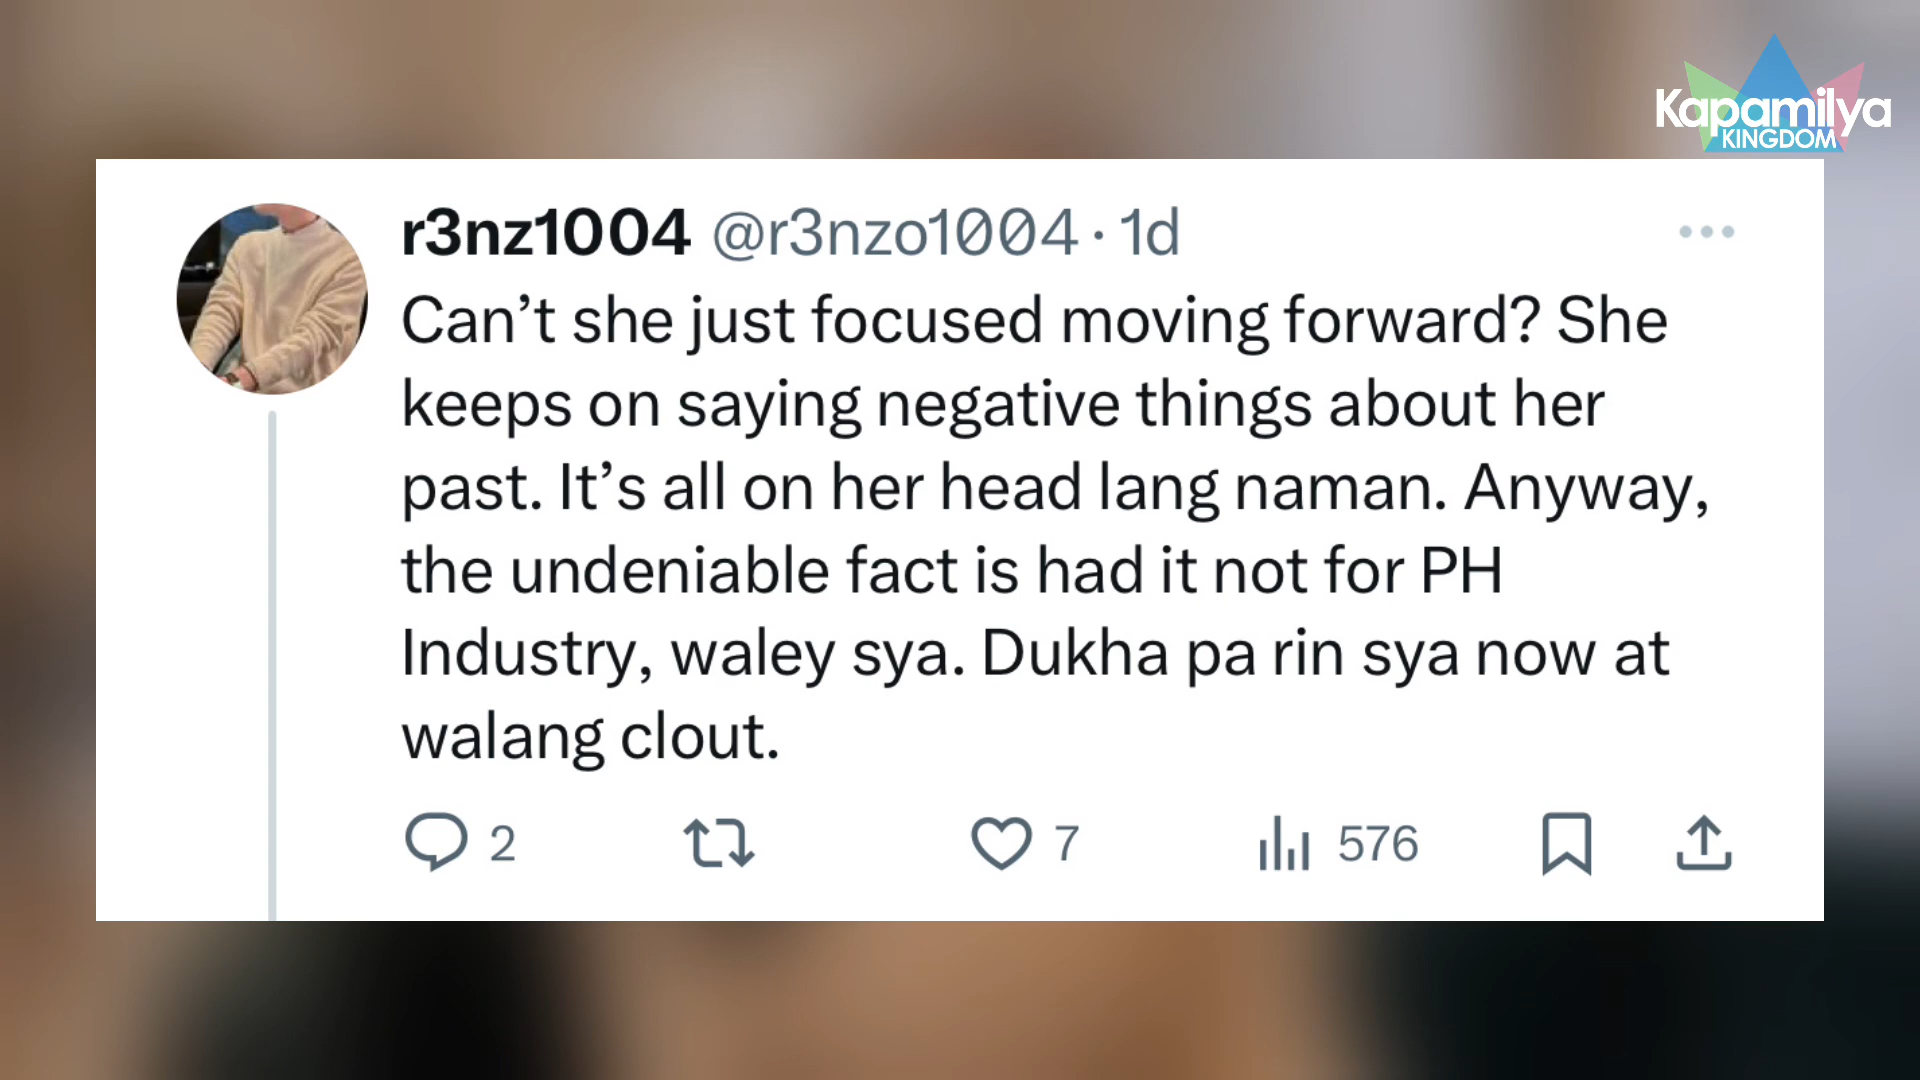 Kapamilya
KINGDOM
r3nz1004 @r3nzo1004 · 1d
Can’t she just focused moving forward? She
keeps on saying negative things about her
past. It’s all on her head lang naman. Anyway,
the undeniable fact is had it not for PH
Industry, waley sya. Dukha pa rin sya now at
walang clout.
2 7 576